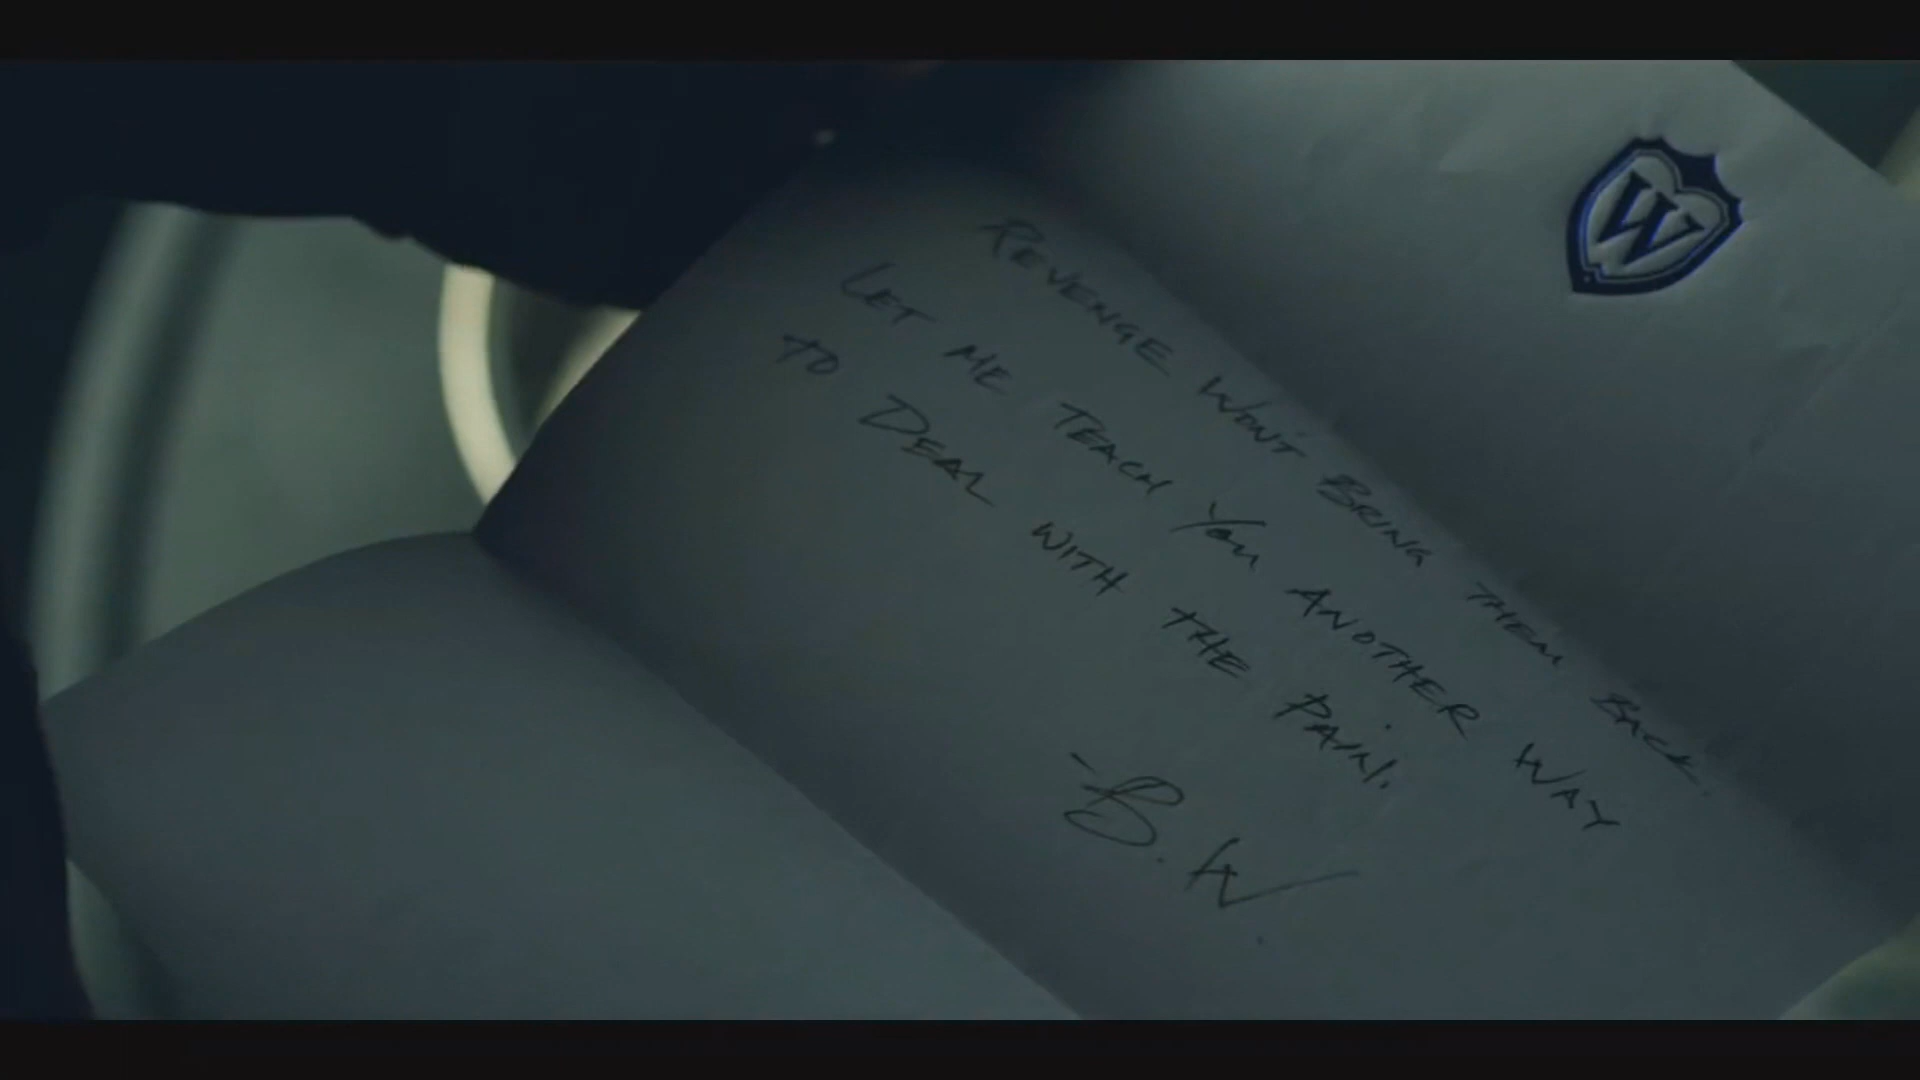 W
REVENGE WON'T BRING THEM BACK.
LET ME TEACH YOU ANOTHER WAY
TO DEAL WITH THE PAIN.
-B.W.